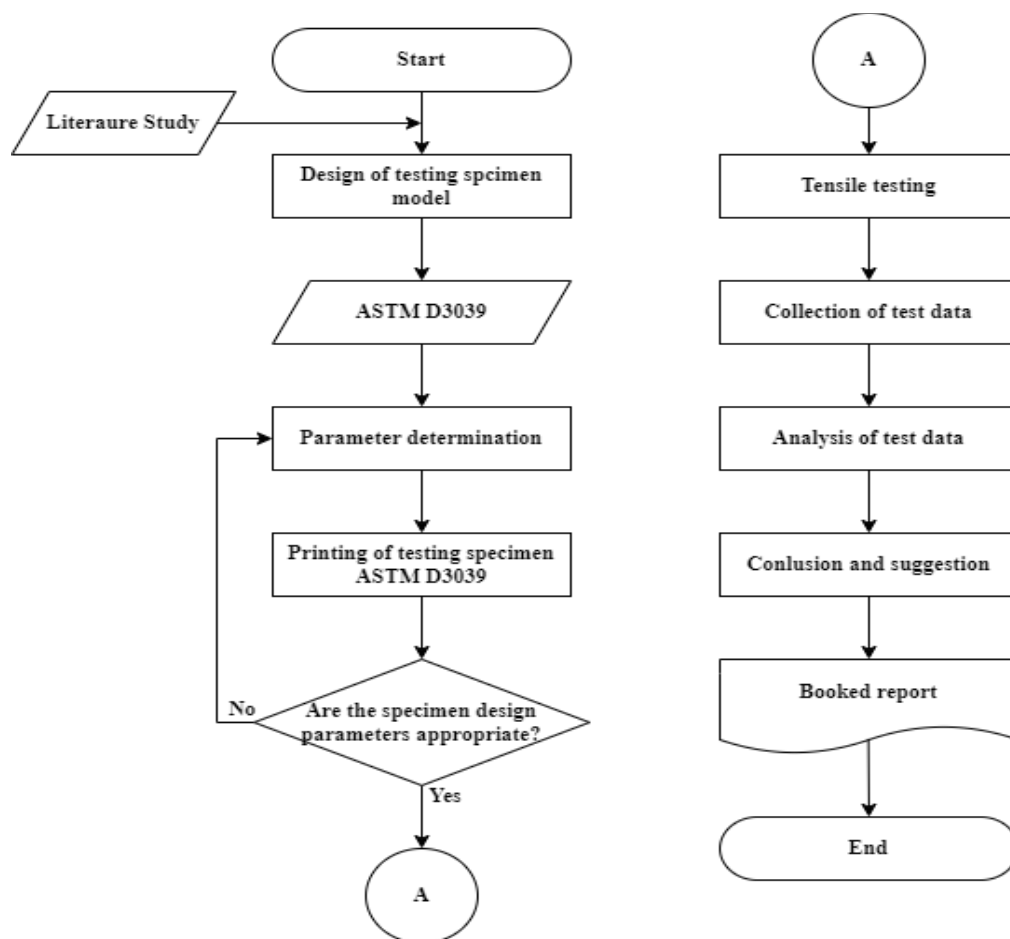 Start
Literaure Study
Design of testing spcimen
model
ASTM D3039
Parameter determination
Printing of testing specimen
ASTM D3039
Are the specimen design
parameters appropriate?
No
Yes
A
A
Tensile testing
Collection of test data
Analysis of test data
Conlusion and suggestion
Booked report
End